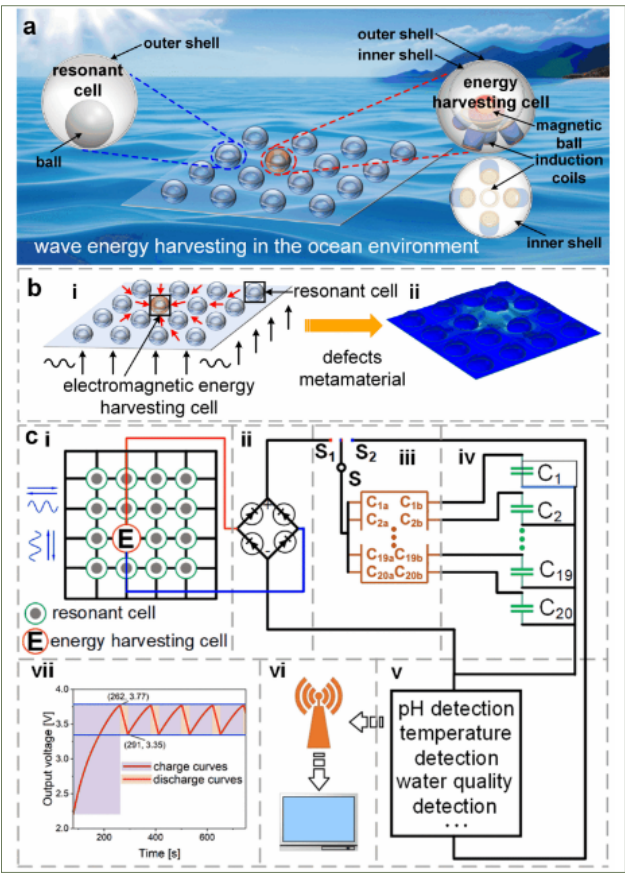 a
outer shell
resonant
cell
ball
outer shell
inner shell
energy
harvesting cell
magnetic
ball
induction
coils
inner shell
wave energy harvesting in the ocean environment
b
i
resonant cell
electromagnetic energy
harvesting cell
defects
metamaterial
ii
c
i
E
resonant cell
E
energy harvesting cell
ii
+
-
S1
S2
S
iii
C1a C1b
C2a C2b
C19a C19b
C20a C20b
iv
C1
C2
C19
C20
vii
Output voltage [V]
4.0
3.5
3.0
2.5
2.0
(262, 3.77)
(291, 3.35)
charge curves
discharge curves
200 400 600
Time [s]
vi
v
pH detection
temperature
detection
water quality
detection
...